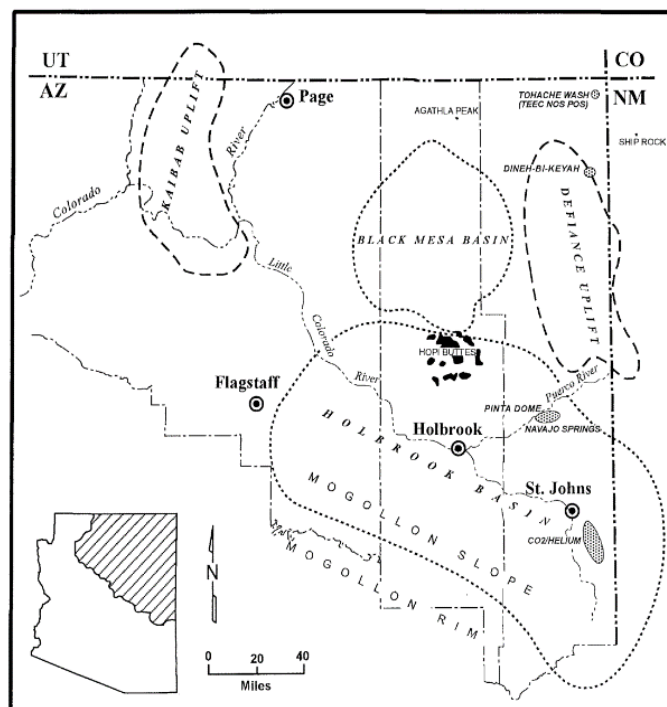 UT
CO
AZ
NM
Page
TOHACHE WASH
(TEEC NOS POS)
AGATHLA PEAK
SHIP ROCK
KAIBAB UPLIFT
River
Colorado
DINEH-BI-KEYAH
DEFIANCE UPLIFT
BLACK MESA BASIN
Little
Colorado
River
HOPI BUTTES
Flagstaff
Puerco River
PINTA DOME
NAVAJO SPRINGS
Holbrook
HOLBROOK BASIN
St. Johns
MOGOLLON SLOPE
CO2/HELIUM
MOGOLLON RIM
N
0 20 40
Miles